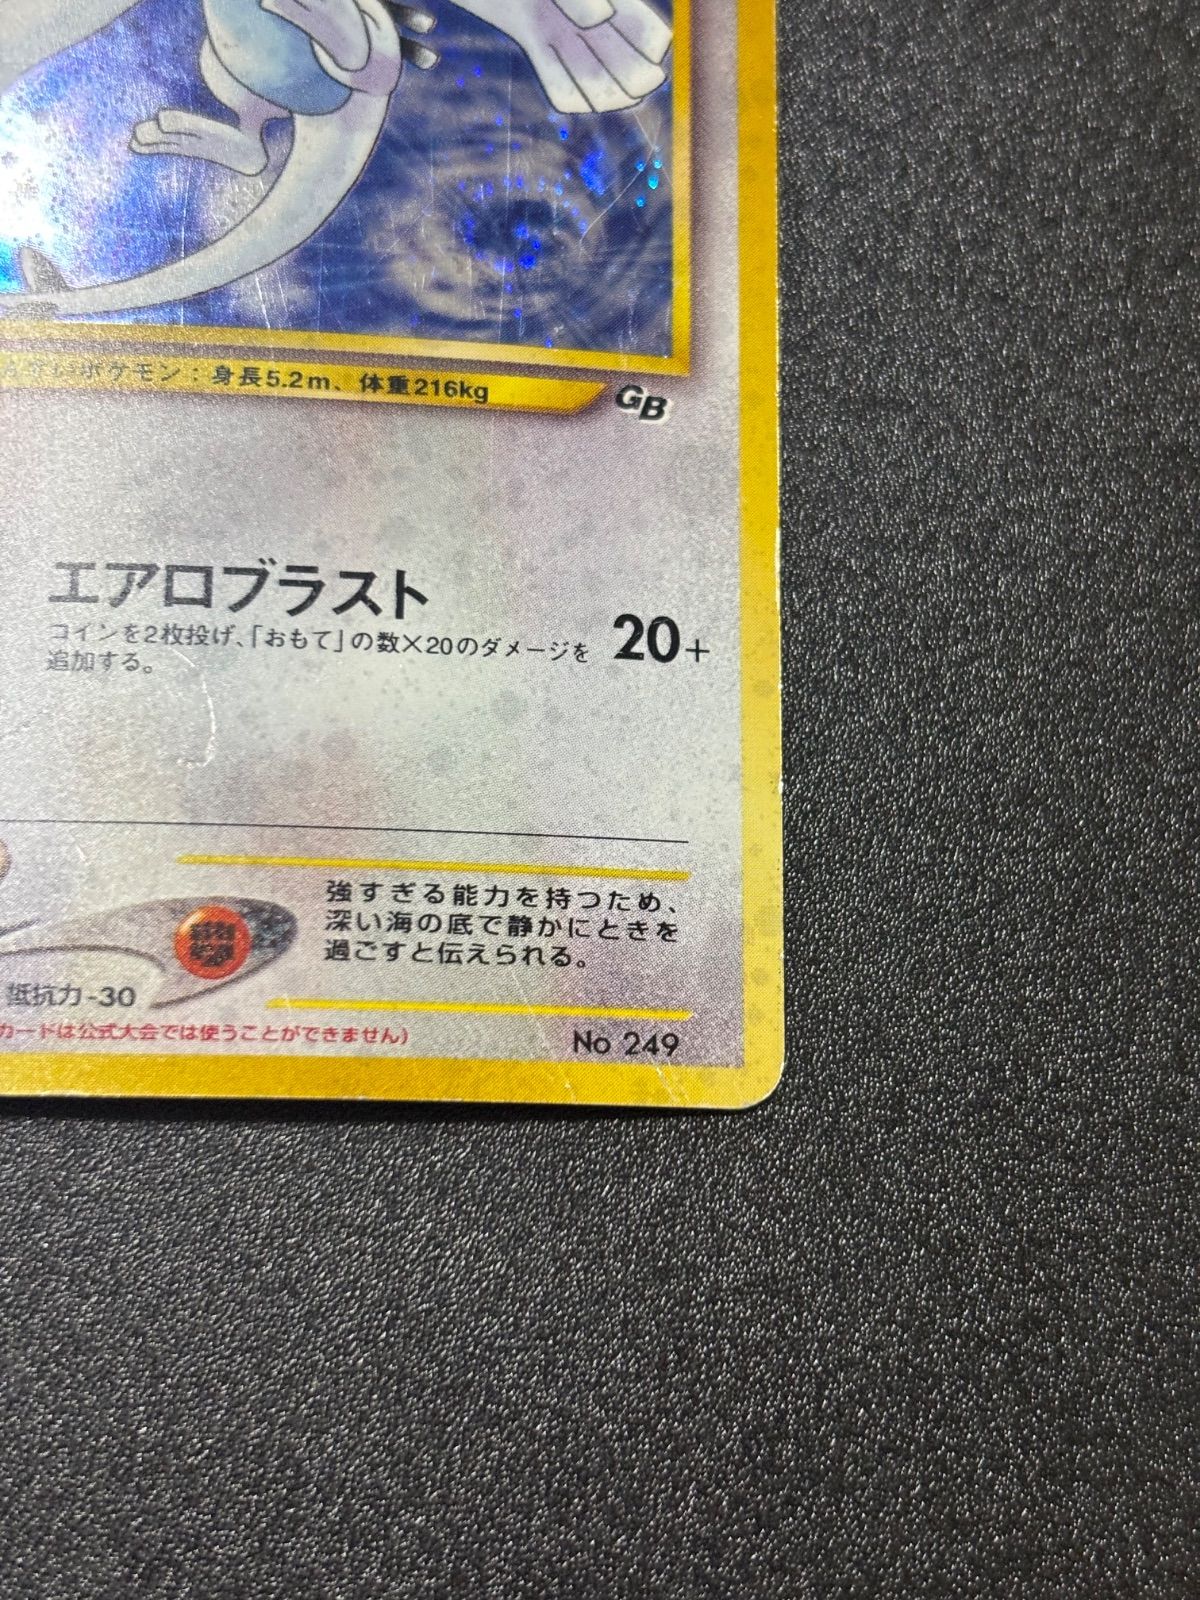 いポケモン：身長5.2m、体重216kg
GB
エアロブラスト
コインを2枚投げ、「おもて」の数×20のダメージを
追加する。
20+
強すぎる能力を持つため、
深い海の底で静かにときを
過ごすと伝えられる。
抵抗力-30
カードは公式大会では使うことができません）
No 249